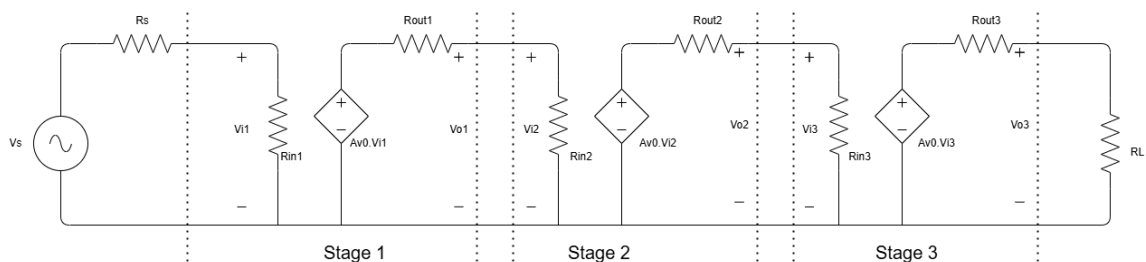 Rs
Rout1
Rout2
Rout3
+
+
+
+
+
+
+
+
+
Vs
Vi1
Rin1
−
Av0.Vi1
Vo1
Vi2
Rin2
−
Av0.Vi2
Vo2
Vi3
Rin3
−
Av0.Vi3
Vo3
RL
−
−
−
−
−
−
Stage 1
Stage 2
Stage 3